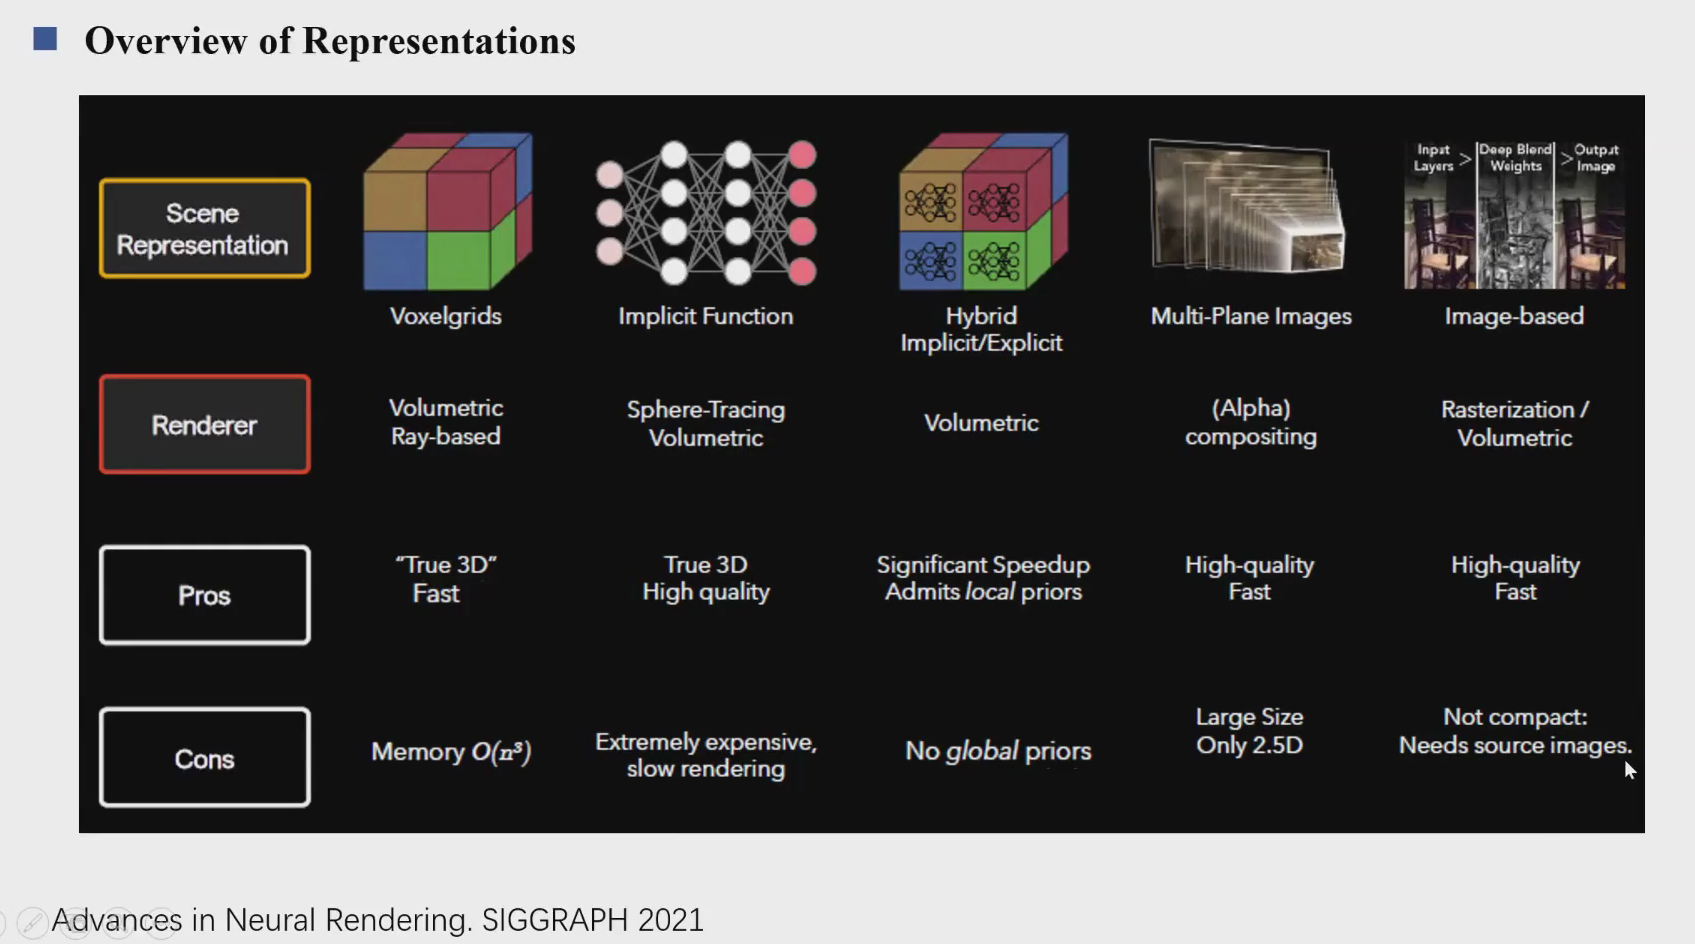 Overview of Representations
Input Layers > Deep Blend Weights > Output Image
Scene
Representation
Voxelgrids
Implicit Function
Hybrid
Implicit/Explicit
Multi-Plane Images
Image-based
Renderer
Volumetric
Ray-based
Sphere-Tracing
Volumetric
Volumetric
(Alpha)
compositing
Rasterization /
Volumetric
Pros
“True 3D”
Fast
True 3D
High quality
Significant Speedup
Admits local priors
High-quality
Fast
High-quality
Fast
Cons
Memory O(n³)
Extremely expensive,
slow rendering
No global priors
Large Size
Only 2.5D
Not compact:
Needs source images.
Advances in Neural Rendering. SIGGRAPH 2021